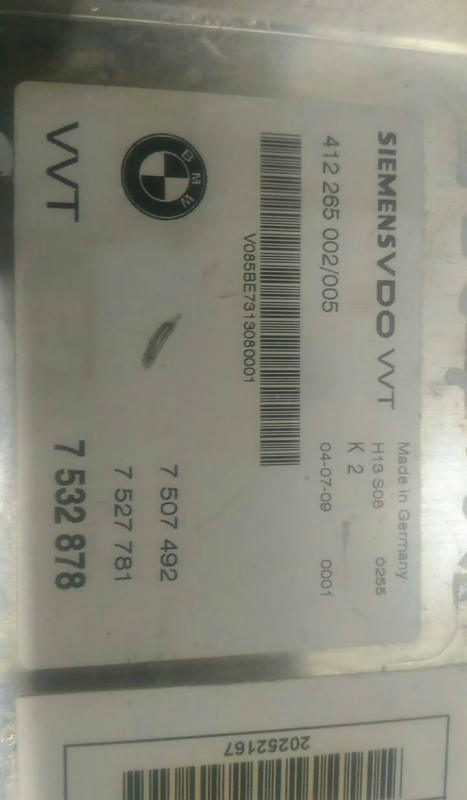 SIEMENSVDO VVT
Made in Germany
H13 S08 0255
K 2
412 265 002/005
04-07-09 0001
V085BE7313080001
BMW
7 507 492
7 527 781
VVT
7 532 878
20252167